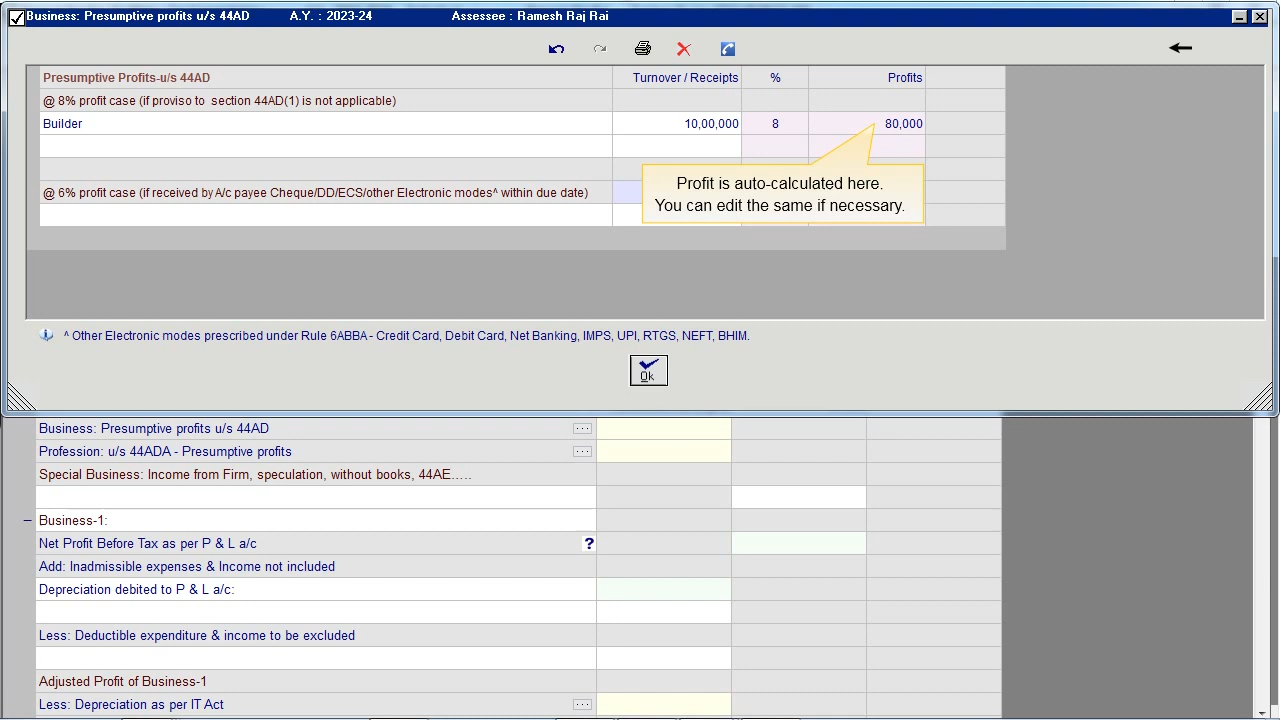 Business: Presumptive profits u/s 44AD A.Y. : 2023-24 Assessee : Ramesh Raj Rai
Presumptive Profits-u/s 44AD Turnover / Receipts % Profits
@ 8% profit case (if proviso to section 44AD(1) is not applicable)
Builder 10,00,000 8 80,000
Profit is auto-calculated here.
You can edit the same if necessary.
@ 6% profit case (if received by A/c payee Cheque/DD/ECS/other Electronic modes^ within due date)
^ Other Electronic modes prescribed under Rule 6ABBA - Credit Card, Debit Card, Net Banking, IMPS, UPI, RTGS, NEFT, BHIM.
Ok
Business: Presumptive profits u/s 44AD ...
Profession: u/s 44ADA - Presumptive profits ...
Special Business: Income from Firm, speculation, without books, 44AE.....
Business-1:
Net Profit Before Tax as per P & L a/c ?
Add: Inadmissible expenses & Income not included
Depreciation debited to P & L a/c:
Less: Deductible expenditure & income to be excluded
Adjusted Profit of Business-1
Less: Depreciation as per IT Act ...